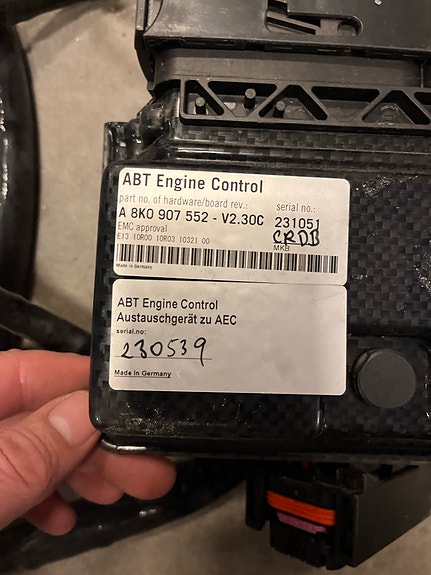 ABT Engine Control
part no. of hardware/board rev.: serial no.:
A 8K0 907 552 - V2.30C 231051
EMC approval CRDB
E13 10R00 10R03 10321 00 MKB
Made in Germany
ABT Engine Control
Austauschgerät zu AEC
serial.no:
230539
Made in Germany